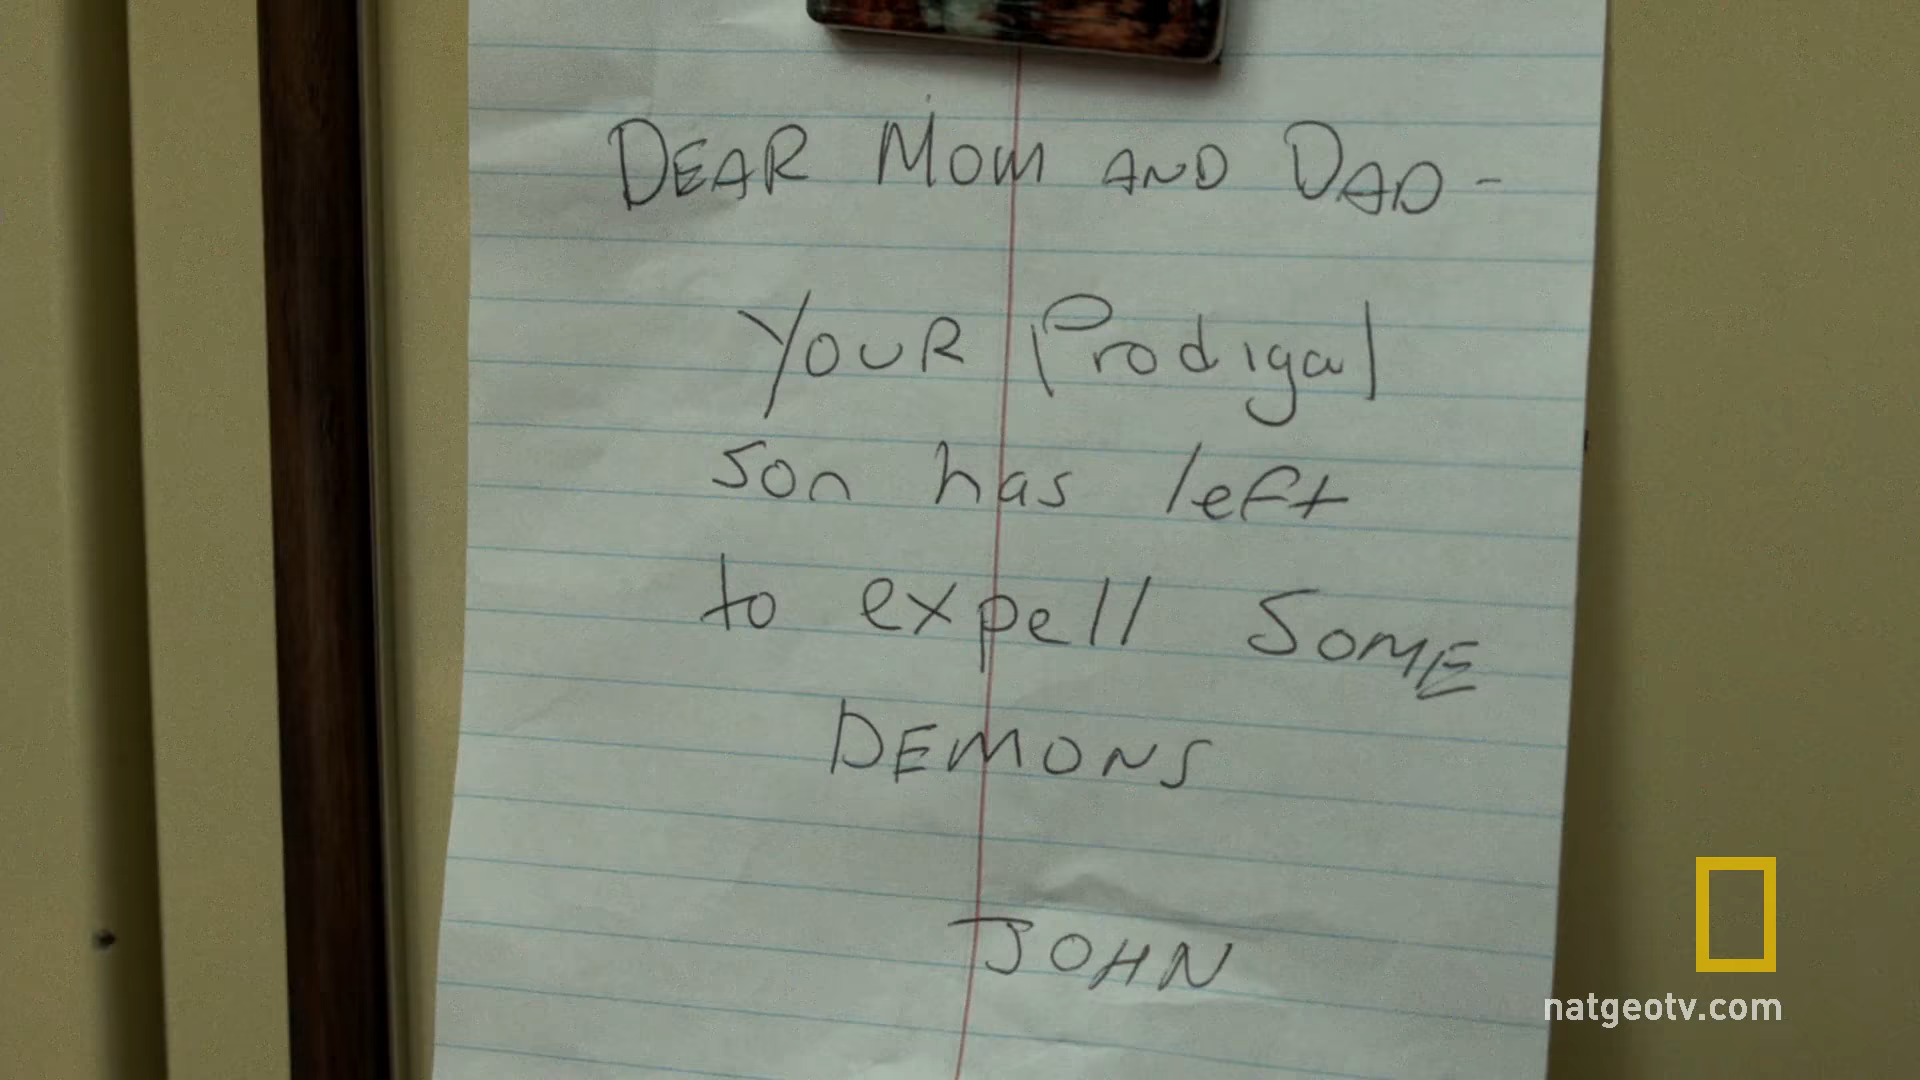 DEAR MOM AND DAD -
YOUR Prodigal
son has left
to expell SOME
DEMONS
JOHN
natgeotv.com